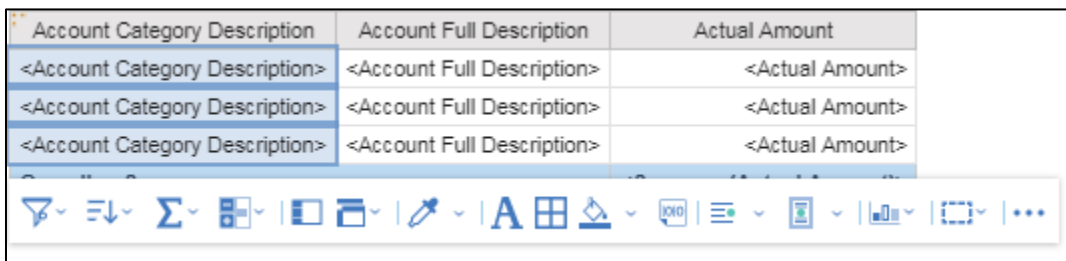 Account Category Description Account Full Description Actual Amount
<Account Category Description> <Account Full Description> <Actual Amount>
<Account Category Description> <Account Full Description> <Actual Amount>
<Account Category Description> <Account Full Description> <Actual Amount>
A
1010